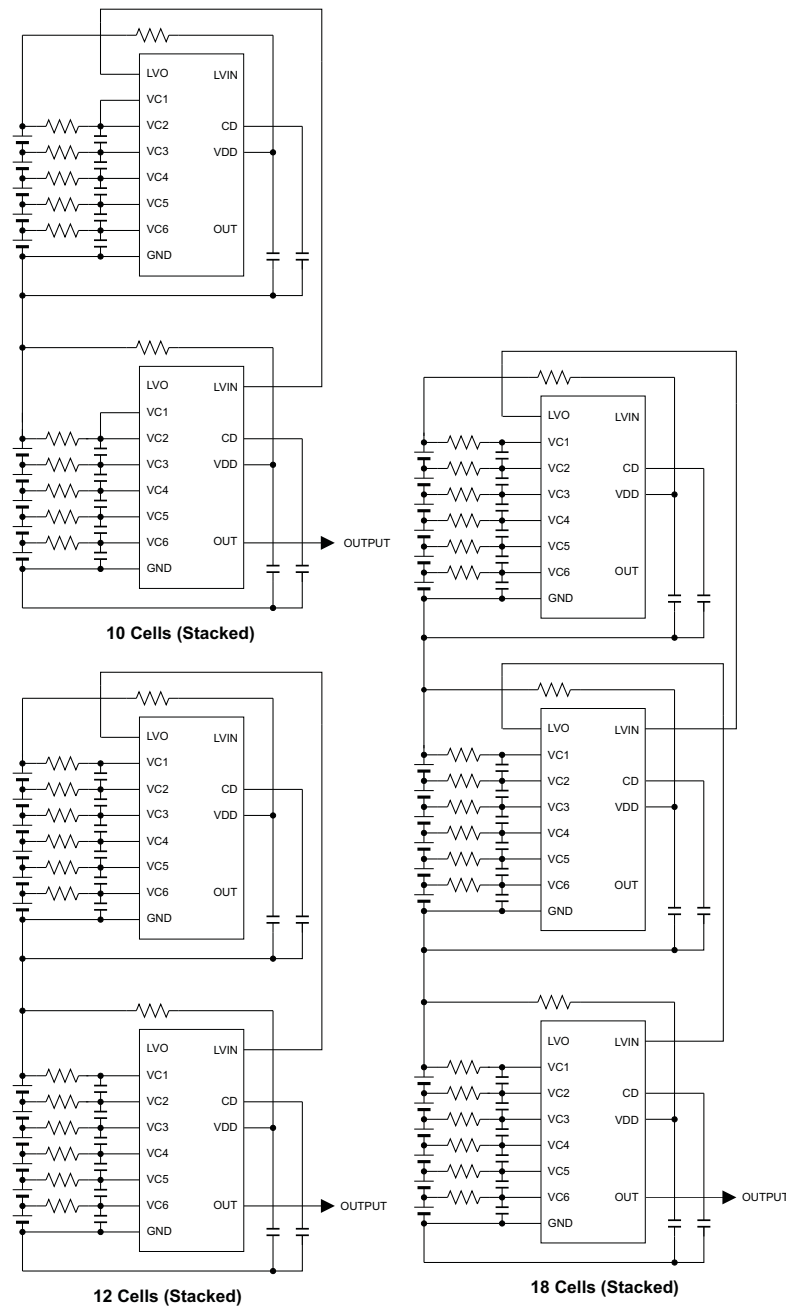 LVO LVIN
VC1
VC2 CD
VC3 VDD
VC4
VC5
VC6 OUT
GND
LVO LVIN
VC1
VC2 CD
VC3 VDD
VC4
VC5
VC6 OUT OUTPUT
GND
10 Cells (Stacked)
LVO LVIN
VC1
VC2 CD
VC3 VDD
VC4
VC5
VC6 OUT
GND
LVO LVIN
VC1
VC2 CD
VC3 VDD
VC4
VC5
VC6 OUT OUTPUT
GND
12 Cells (Stacked)
LVO LVIN
VC1
VC2 CD
VC3 VDD
VC4
VC5
VC6 OUT
GND
LVO LVIN
VC1
VC2 CD
VC3 VDD
VC4
VC5
VC6 OUT
GND
LVO LVIN
VC1
VC2 CD
VC3 VDD
VC4
VC5
VC6 OUT OUTPUT
GND
18 Cells (Stacked)